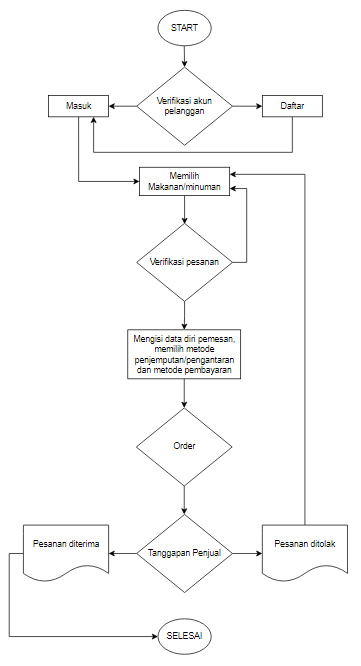 START
Verifikasi akun
pelanggan
Masuk
Daftar
Memilih
Makanan/minuman
Verifikasi pesanan
Mengisi data diri pemesan,
memilih metode
penjemputan/pengantaran
dan metode pembayaran
Order
Pesanan diterima
Tanggapan Penjual
Pesanan ditolak
SELESAI